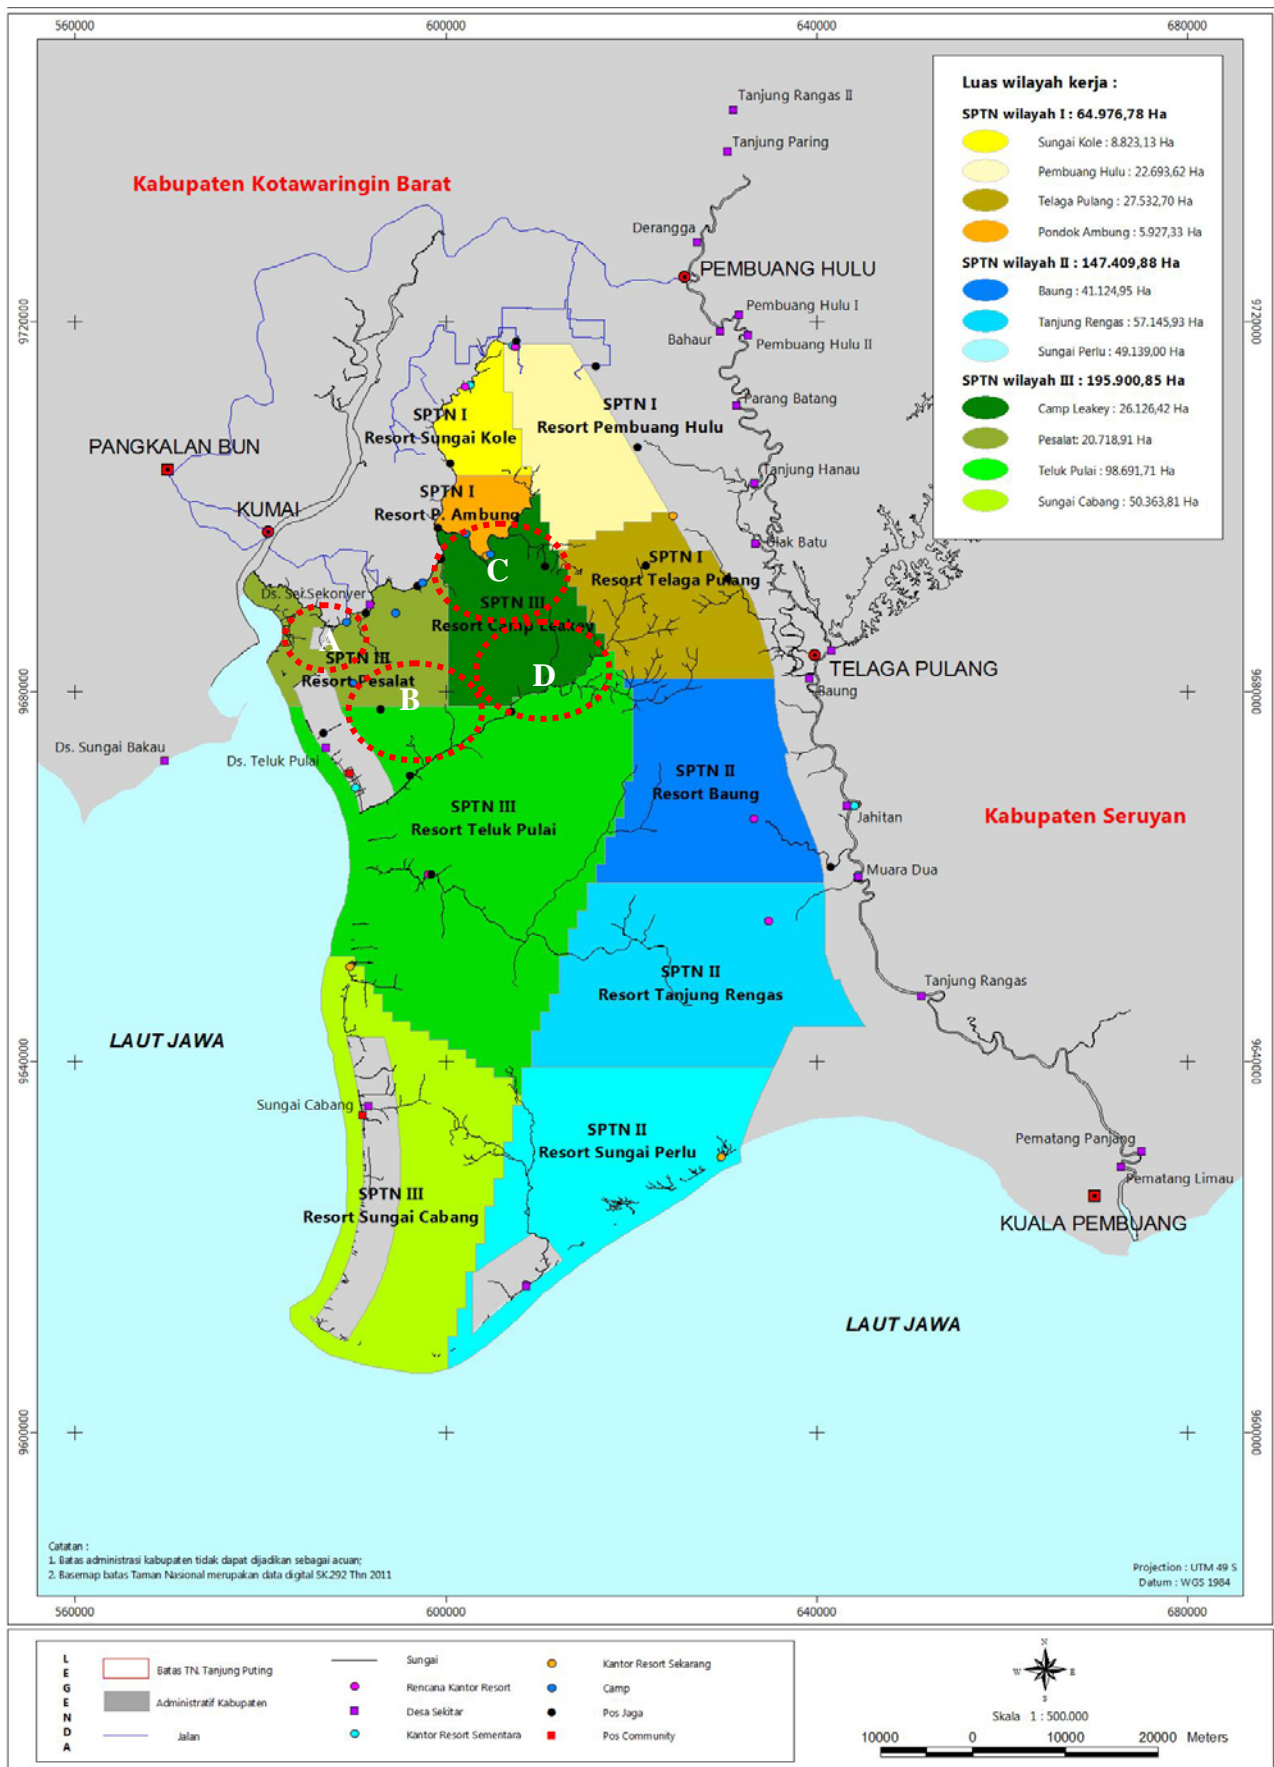 560000
600000
640000
680000
Luas wilayah kerja :
SPTN wilayah I : 64.976,78 Ha
Sungai Kole : 8.823,13 Ha
Pembuang Hulu : 22.693,62 Ha
Telaga Pulang : 27.532,70 Ha
Pondok Ambung : 5.927,33 Ha
SPTN wilayah II : 147.409,88 Ha
Baung : 41.124,95 Ha
Tanjung Rengas : 57.145,93 Ha
Sungai Perlu : 49.139,00 Ha
SPTN wilayah III : 195.900,85 Ha
Camp Leakey : 26.126,42 Ha
Pesalat: 20.718,91 Ha
Teluk Pulai : 98.691,71 Ha
Sungai Cabang : 50.363,81 Ha
Tanjung Rangas II
Tanjung Paring
Kabupaten Kotawaringin Barat
Derangga
PEMBUANG HULU
Pembuang Hulu I
Bahaur
Pembuang Hulu II
9720000
9720000
Parang Batang
SPTN I
Resort Pembuang Hulu
SPTN I
Resort Sungai Kole
PANGKALAN BUN
Tanjung Hanau
SPTN I
Resort P. Ambung
KUMAI
Ulak Batu
SPTN I
Resort Telaga Pulang
C
Ds. Sei.Sekonyer
SPTN III
Resort Camp Leakey
A
SPTN III
Resort Pesalat
TELAGA PULANG
D
B
Baung
9680000
9680000
Ds. Sungai Bakau
Ds. Teluk Pulai
SPTN II
Resort Baung
SPTN III
Resort Teluk Pulai
Jahitan
Kabupaten Seruyan
Muara Dua
SPTN II
Resort Tanjung Rengas
Tanjung Rangas
LAUT JAWA
9640000
9640000
Sungai Cabang
SPTN II
Resort Sungai Perlu
Pematang Panjang
Pematang Limau
SPTN III
Resort Sungai Cabang
KUALA PEMBUANG
LAUT JAWA
9600000
9600000
Catatan :
1. Batas administrasi kabupaten tidak dapat dijadikan sebagai acuan;
2. Basemap batas Taman Nasional merupakan data digital SK.292 Thn 2011
Projection : UTM 49 S
Datum : WGS 1984
560000
600000
640000
680000
LEGENDA
Batas TN. Tanjung Puting
Administratif Kabupaten
Jalan
Sungai
Rencana Kantor Resort
Desa Sekitar
Kantor Resort Sementara
Kantor Resort Sekarang
Camp
Pos Jaga
Pos Community
N
W
E
S
Skala 1 : 500.000
10000
0
10000
20000 Meters